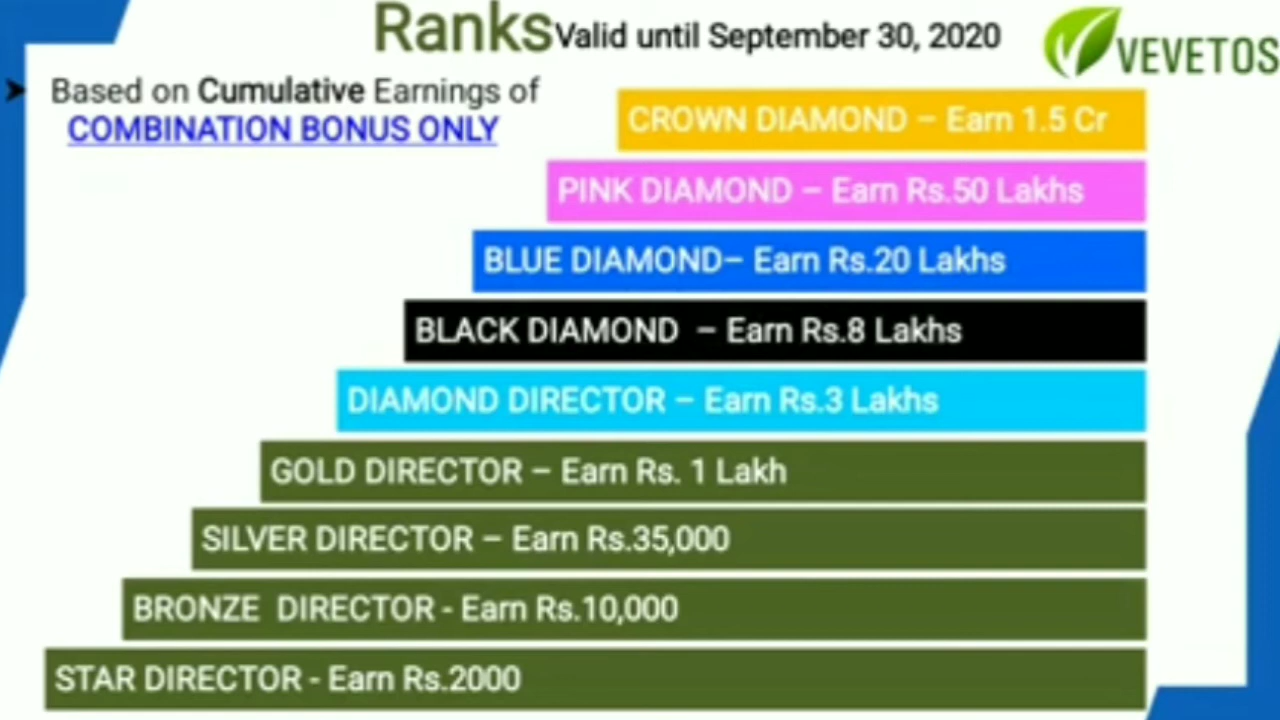 Ranks Valid until September 30, 2020
VEVETOS
Based on Cumulative Earnings of
COMBINATION BONUS ONLY
CROWN DIAMOND – Earn 1.5 Cr
PINK DIAMOND – Earn Rs.50 Lakhs
BLUE DIAMOND– Earn Rs.20 Lakhs
BLACK DIAMOND – Earn Rs.8 Lakhs
DIAMOND DIRECTOR – Earn Rs.3 Lakhs
GOLD DIRECTOR – Earn Rs. 1 Lakh
SILVER DIRECTOR – Earn Rs.35,000
BRONZE DIRECTOR - Earn Rs.10,000
STAR DIRECTOR - Earn Rs.2000